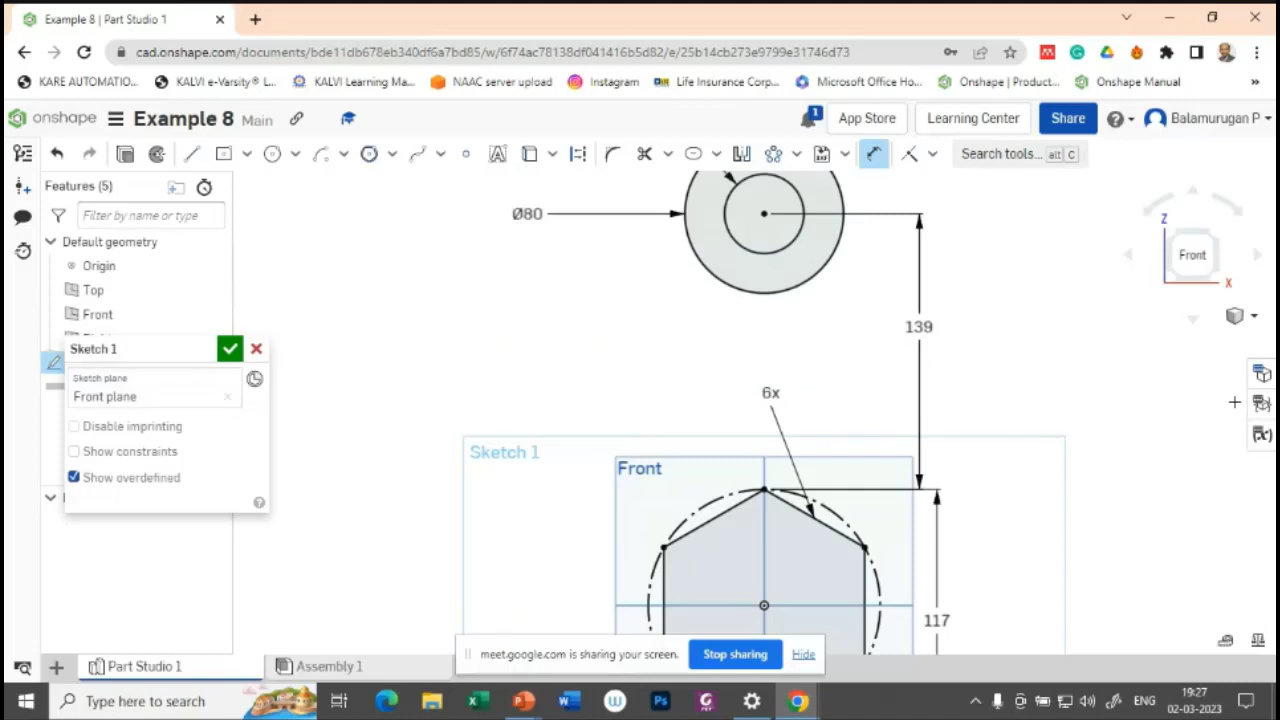 Example 8 | Part Studio 1
cad.onshape.com/documents/bde11db678eb340df6a7bd85/w/6f74ac78138df041416b5d82/e/25b14cb273e9799e31746d73
KARE AUTOMATIO...
KALVI e-Varsity® L...
KALVI Learning Ma...
NAAC server upload
Instagram
Life Insurance Corp...
Microsoft Office Ho...
Onshape | Product...
Onshape Manual
»
onshape
Example 8
Main
1
App Store
Learning Center
Share
Balamurugan P
Search tools... alt C
Features (5)
Filter by name or type
Default geometry
Origin
Top
Front
Sketch 1
Sketch plane
Front plane
Disable imprinting
Show constraints
Show overdefined
Ø80
139
6x
Sketch 1
Front
117
Z
Front
X
meet.google.com is sharing your screen.
Stop sharing
Hide
Part Studio 1
Assembly 1
Type here to search
ENG
19:27
02-03-2023